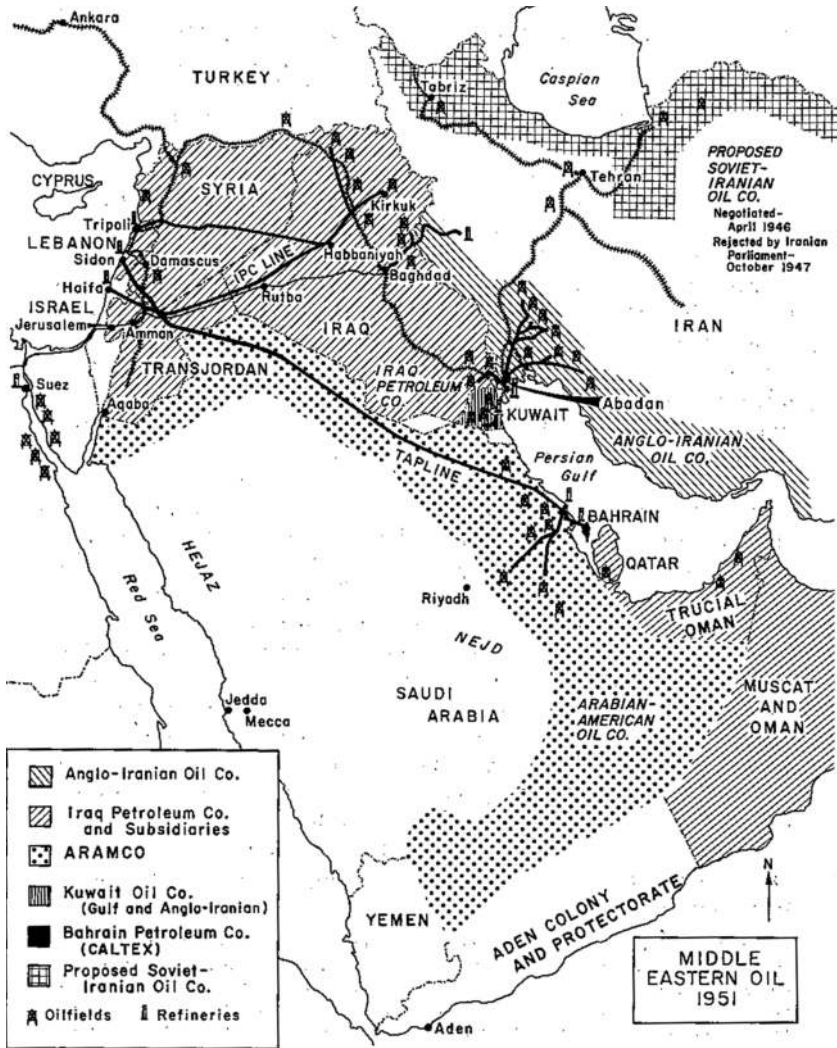 Ankara
TURKEY
Caspian
Sea
Tabriz
CYPRUS
SYRIA
Tehran
PROPOSED
SOVIET-
IRANIAN
OIL CO.
Negotiated-
April 1946
Rejected by Iranian
Parliament-
October 1947
Kirkuk
Tripoli
LEBANON
Sidon
Damascus
IPC LINE
Habbaniyah
Baghdad
Haifa
Rutba
ISRAEL
Jerusalem
Amman
IRAQ
IRAN
TRANSJORDAN
IRAQ
PETROLEUM
CO.
Suez
Aqaba
KUWAIT
Abadan
ANGLO-IRANIAN
OIL CO.
TAPLINE
Persian
Gulf
BAHRAIN
QATAR
HEJAZ
Red Sea
Riyadh
NEJD
TRUCIAL
OMAN
SAUDI
ARABIA
ARABIAN-
AMERICAN
OIL CO.
MUSCAT
AND
OMAN
Jedda
Mecca
Anglo-Iranian Oil Co.
Iraq Petroleum Co.
and Subsidiaries
ARAMCO
Kuwait Oil Co.
(Gulf and Anglo-Iranian)
Bahrain Petroleum Co.
(CALTEX)
Proposed Soviet-
Iranian Oil Co.
Oilfields
Refineries
YEMEN
ADEN COLONY
AND PROTECTORATE
Aden
N
MIDDLE
EASTERN OIL
1951